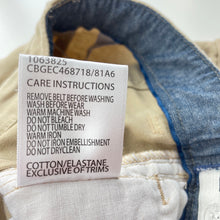 1063825
CBGEC468718/81A6
CARE INSTRUCTIONS
REMOVE BELT BEFORE WASHING
WASH BEFORE WEAR
WARM MACHINE WASH
DO NOT BLEACH
DO NOT TUMBLE DRY
WARM IRON
DO NOT IRON EMBELLISHMENT
DO NOT DRYCLEAN
COTTON/ELASTANE
EXCLUSIVE OF TRIMS